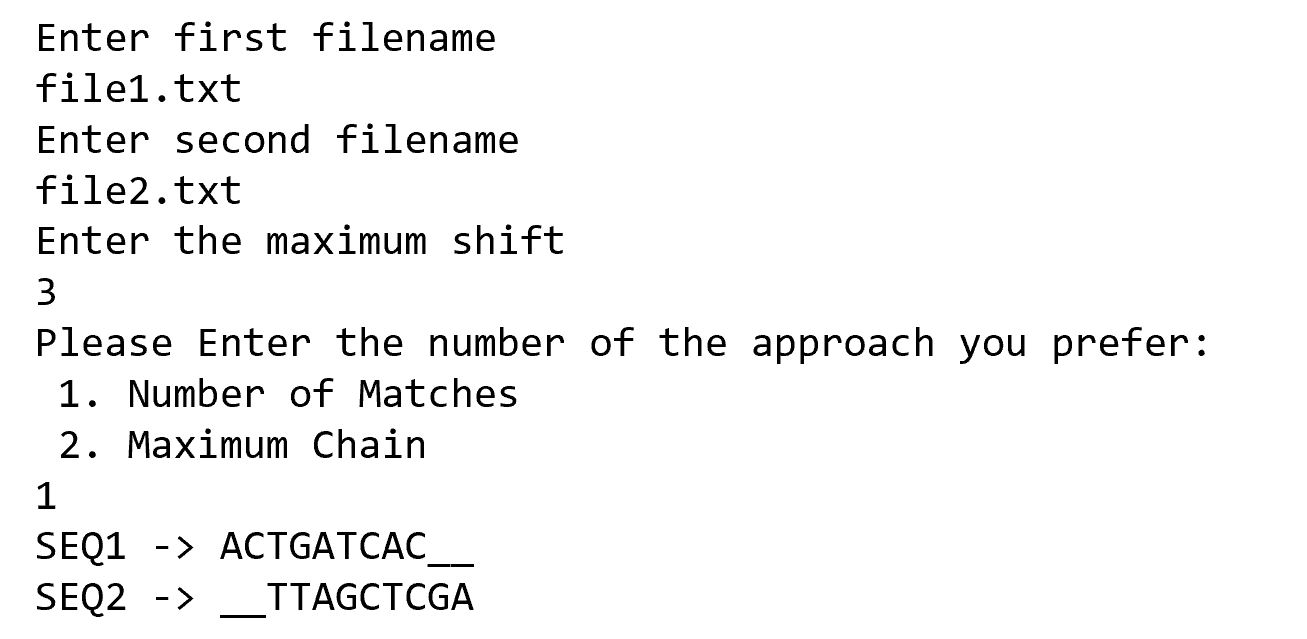 Enter first filename
file1.txt
Enter second filename
file2.txt
Enter the maximum shift
3
Please Enter the number of the approach you prefer:
 1. Number of Matches
 2. Maximum Chain
1
SEQ1 -> ACTGATCAC__
SEQ2 -> __TTAGCTCGA